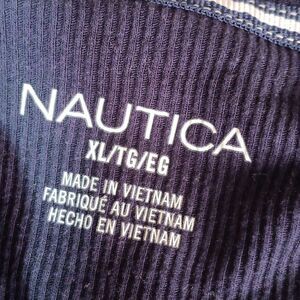 NAUTICA
XL/TG/EG
MADE IN VIETNAM
FABRIQUÉ AU VIETNAM
HECHO EN VIETNAM